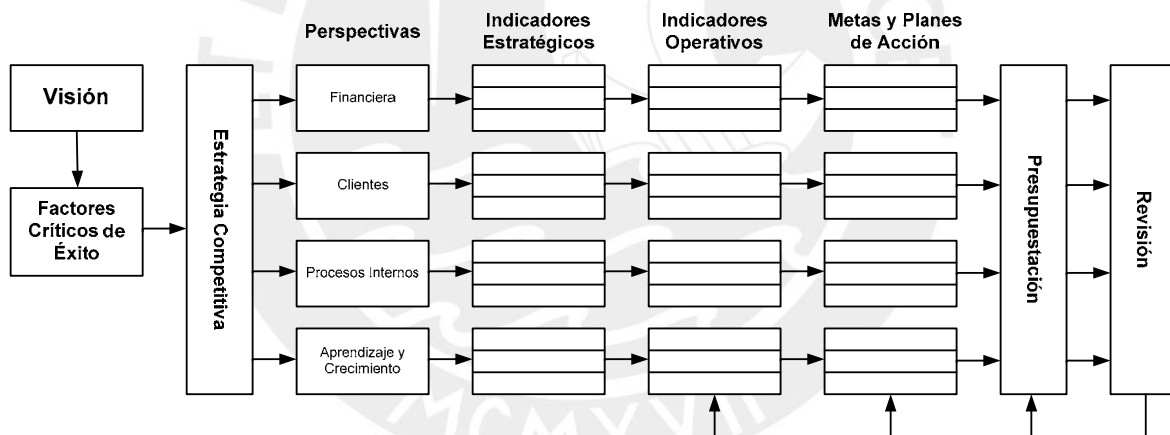 Perspectivas
Indicadores
Estratégicos
Indicadores
Operativos
Metas y Planes
de Acción
Visión
Factores
Críticos de
Éxito
Estrategia Competitiva
Financiera
Clientes
Procesos Internos
Aprendizaje y
Crecimiento
Presupuestación
Revisión
MCMXVII